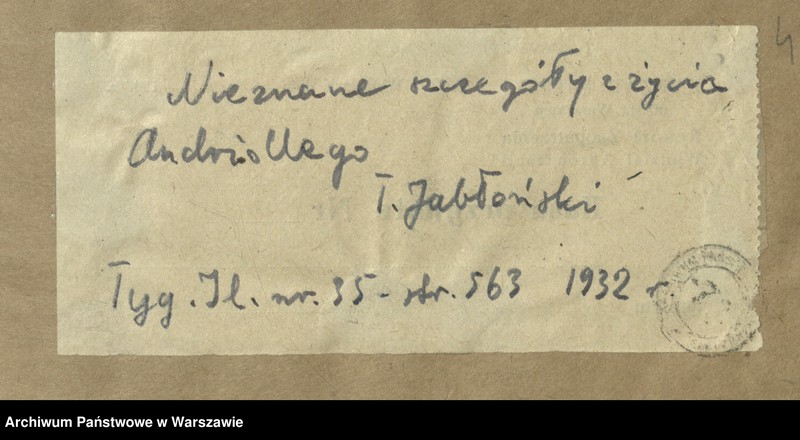 4
Nieznane szczegóły z życia
Andriollego
T. Jabłoński
Tyg. Il. nr. 35 - str. 563 1932 r.
Archiwum Państwowe w Warszawie